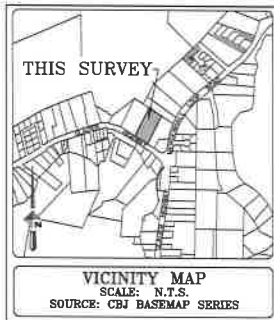 THIS SURVEY
N
VICINITY MAP
SCALE: N.T.S.
SOURCE: CBJ BASEMAP SERIES